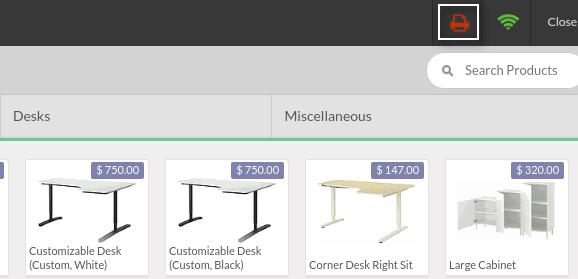 Close
Search Products
Desks
Miscellaneous
$ 750.00
$ 750.00
$ 147.00
$ 320.00
Customizable Desk
(Custom, White)
Customizable Desk
(Custom, Black)
Corner Desk Right Sit
Large Cabinet